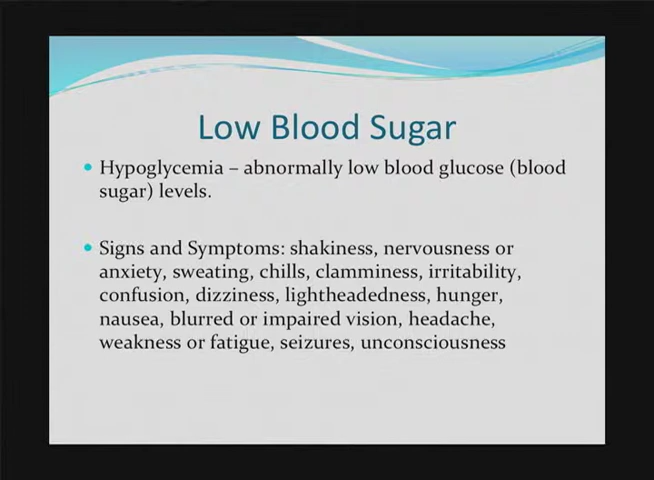 Low Blood Sugar
• Hypoglycemia – abnormally low blood glucose (blood
sugar) levels.
• Signs and Symptoms: shakiness, nervousness or
anxiety, sweating, chills, clamminess, irritability,
confusion, dizziness, lightheadedness, hunger,
nausea, blurred or impaired vision, headache,
weakness or fatigue, seizures, unconsciousness